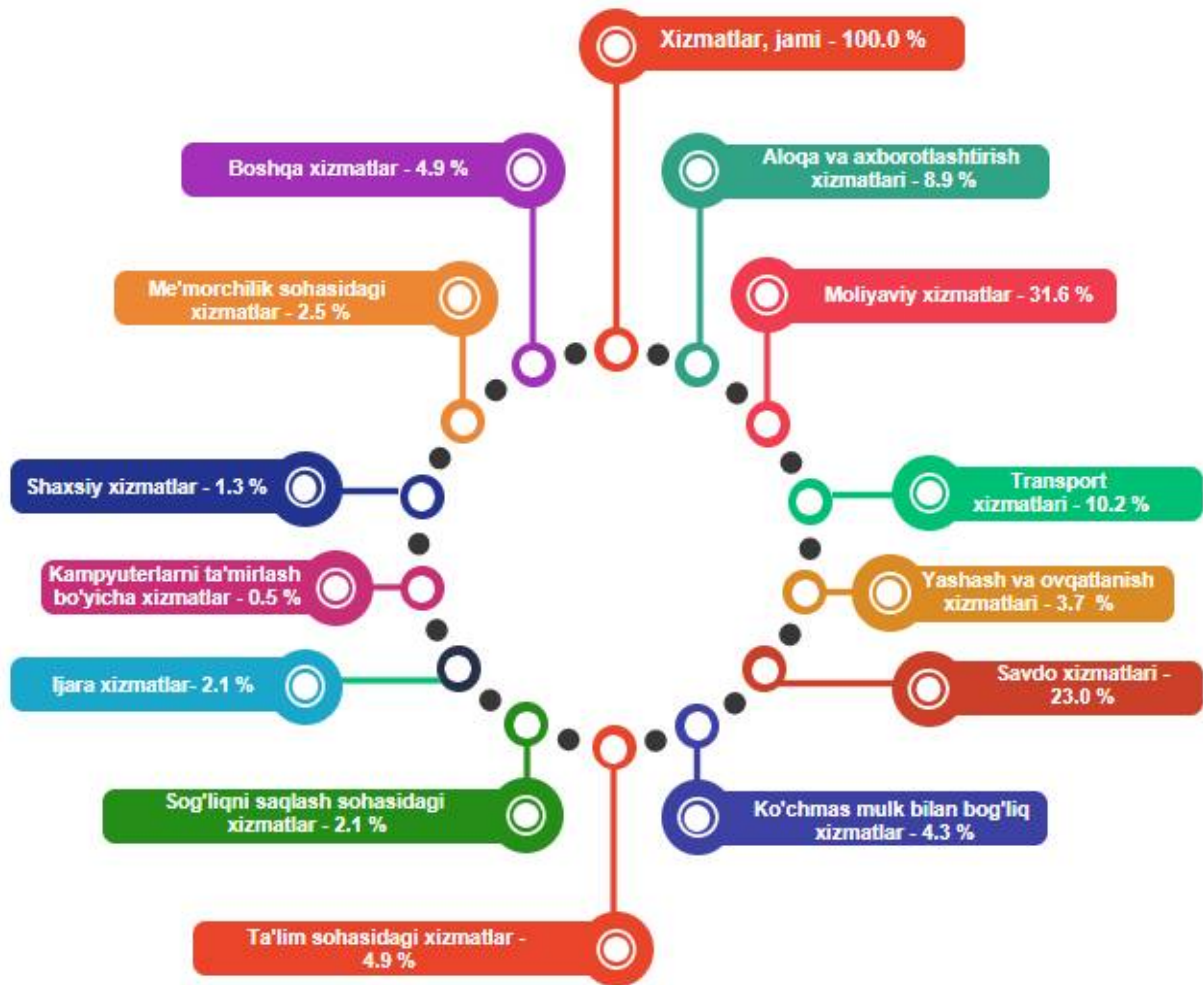 Xizmatlar, jami - 100.0 %
Boshqa xizmatlar - 4.9 %
Aloqa va axborotlashtirish
xizmatlari - 8.9 %
Me'morchilik sohasidagi
xizmatlar - 2.5 %
Moliyaviy xizmatlar - 31.6 %
Shaxsiy xizmatlar - 1.3 %
Transport
xizmatlari - 10.2 %
Kampyuterlarni ta'mirlash
bo'yicha xizmatlar - 0.5 %
Yashash va ovqatlanish
xizmatlari - 3.7 %
Ijara xizmatlar- 2.1 %
Savdo xizmatlari -
23.0 %
Sog'liqni saqlash sohasidagi
xizmatlar - 2.1 %
Ko'chmas mulk bilan bog'liq
xizmatlar - 4.3 %
Ta'lim sohasidagi xizmatlar -
4.9 %